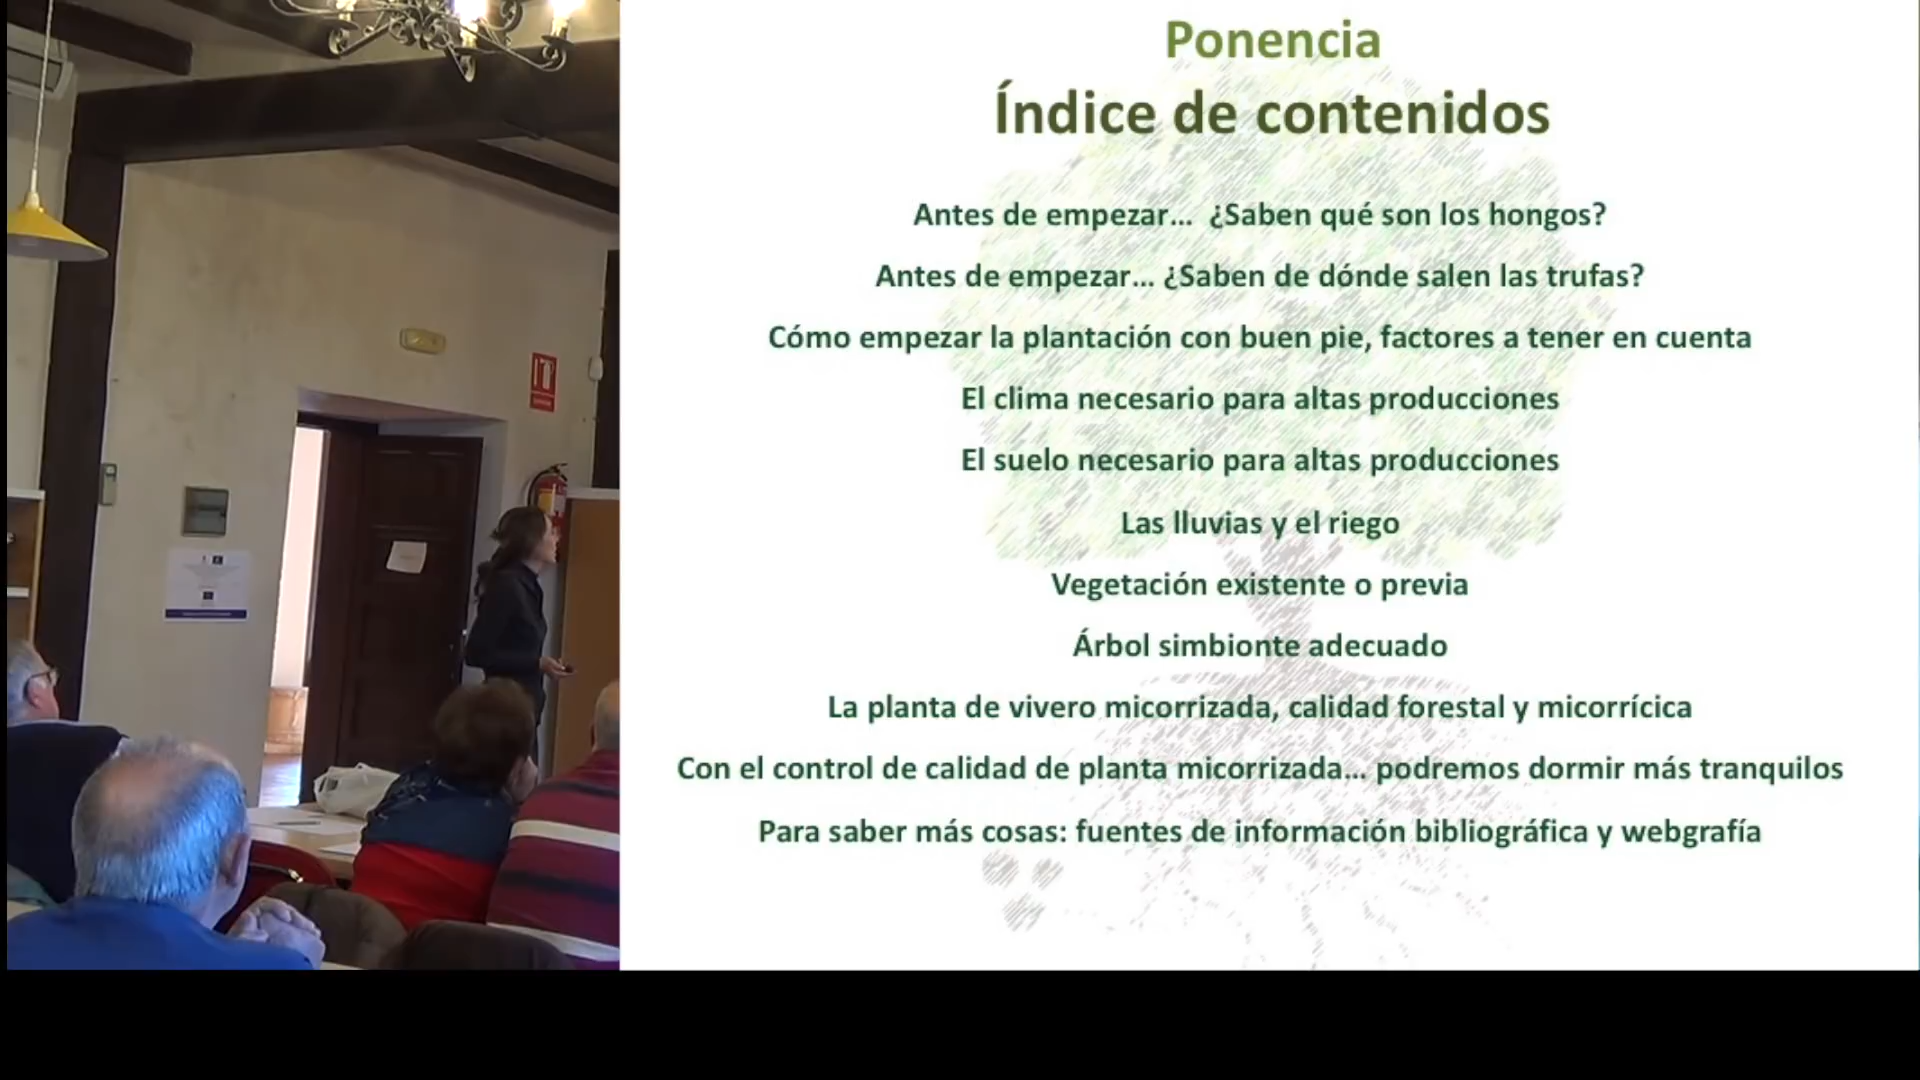 Ponencia
Índice de contenidos
Antes de empezar... ¿Saben qué son los hongos?
Antes de empezar... ¿Saben de dónde salen las trufas?
Cómo empezar la plantación con buen pie, factores a tener en cuenta
El clima necesario para altas producciones
El suelo necesario para altas producciones
Las lluvias y el riego
Vegetación existente o previa
Árbol simbionte adecuado
La planta de vivero micorrizada, calidad forestal y micorrícica
Con el control de calidad de planta micorrizada... podremos dormir más tranquilos
Para saber más cosas: fuentes de información bibliográfica y webgrafía